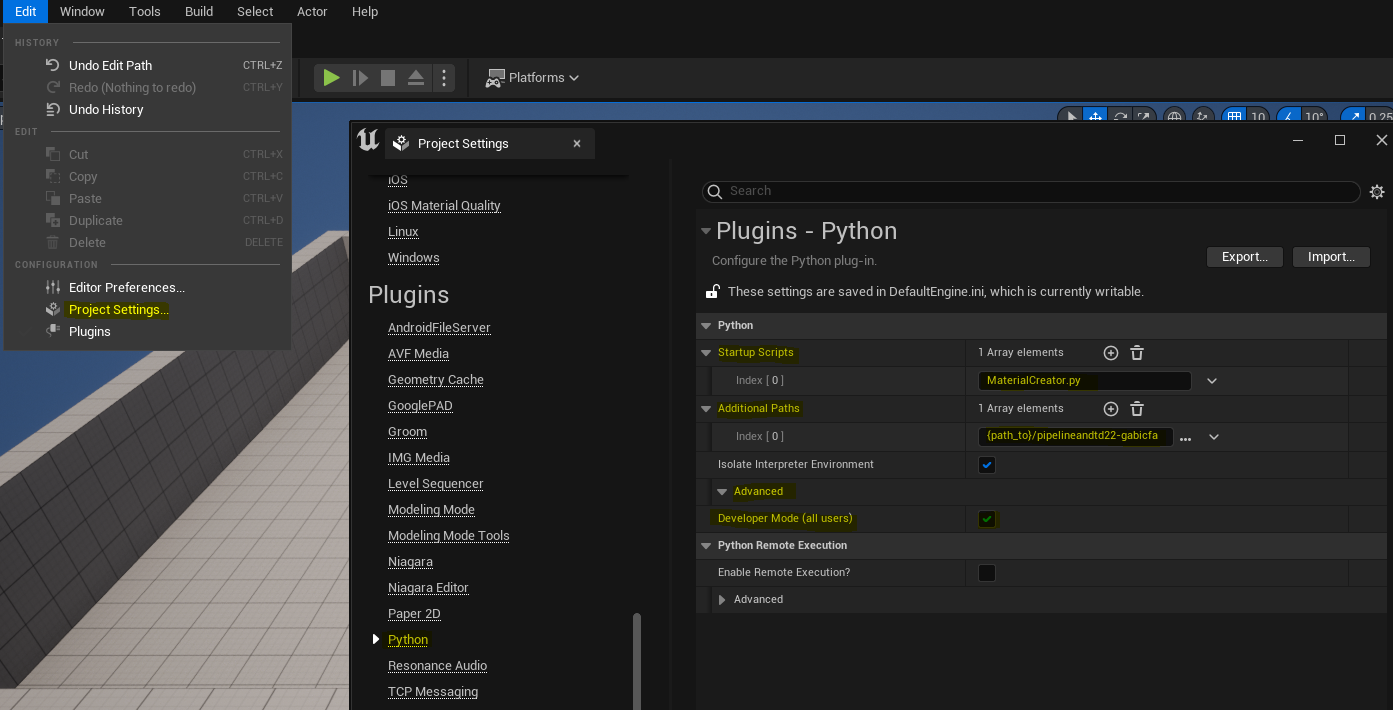 Edit Window Tools Build Select Actor Help
HISTORY
Undo Edit Path CTRL+Z
Redo (Nothing to redo) CTRL+Y
Undo History
EDIT
Cut CTRL+X
Copy CTRL+C
Paste CTRL+V
Duplicate CTRL+D
Delete DELETE
CONFIGURATION
Editor Preferences...
Project Settings...
Plugins
Platforms
10 10° 0.25
Project Settings
iOS
iOS Material Quality
Linux
Windows
Plugins
AndroidFileServer
AVF Media
Geometry Cache
GooglePAD
Groom
IMG Media
Level Sequencer
Modeling Mode
Modeling Mode Tools
Niagara
Niagara Editor
Paper 2D
Python
Resonance Audio
TCP Messaging
Search
Plugins - Python
Configure the Python plug-in.
Export... Import...
These settings are saved in DefaultEngine.ini, which is currently writable.
Python
Startup Scripts 1 Array elements
Index [ 0 ] MaterialCreator.py
Additional Paths 1 Array elements
Index [ 0 ] {path_to}/pipelineandtd22-gabicfa ...
Isolate Interpreter Environment
Advanced
Developer Mode (all users)
Python Remote Execution
Enable Remote Execution?
Advanced